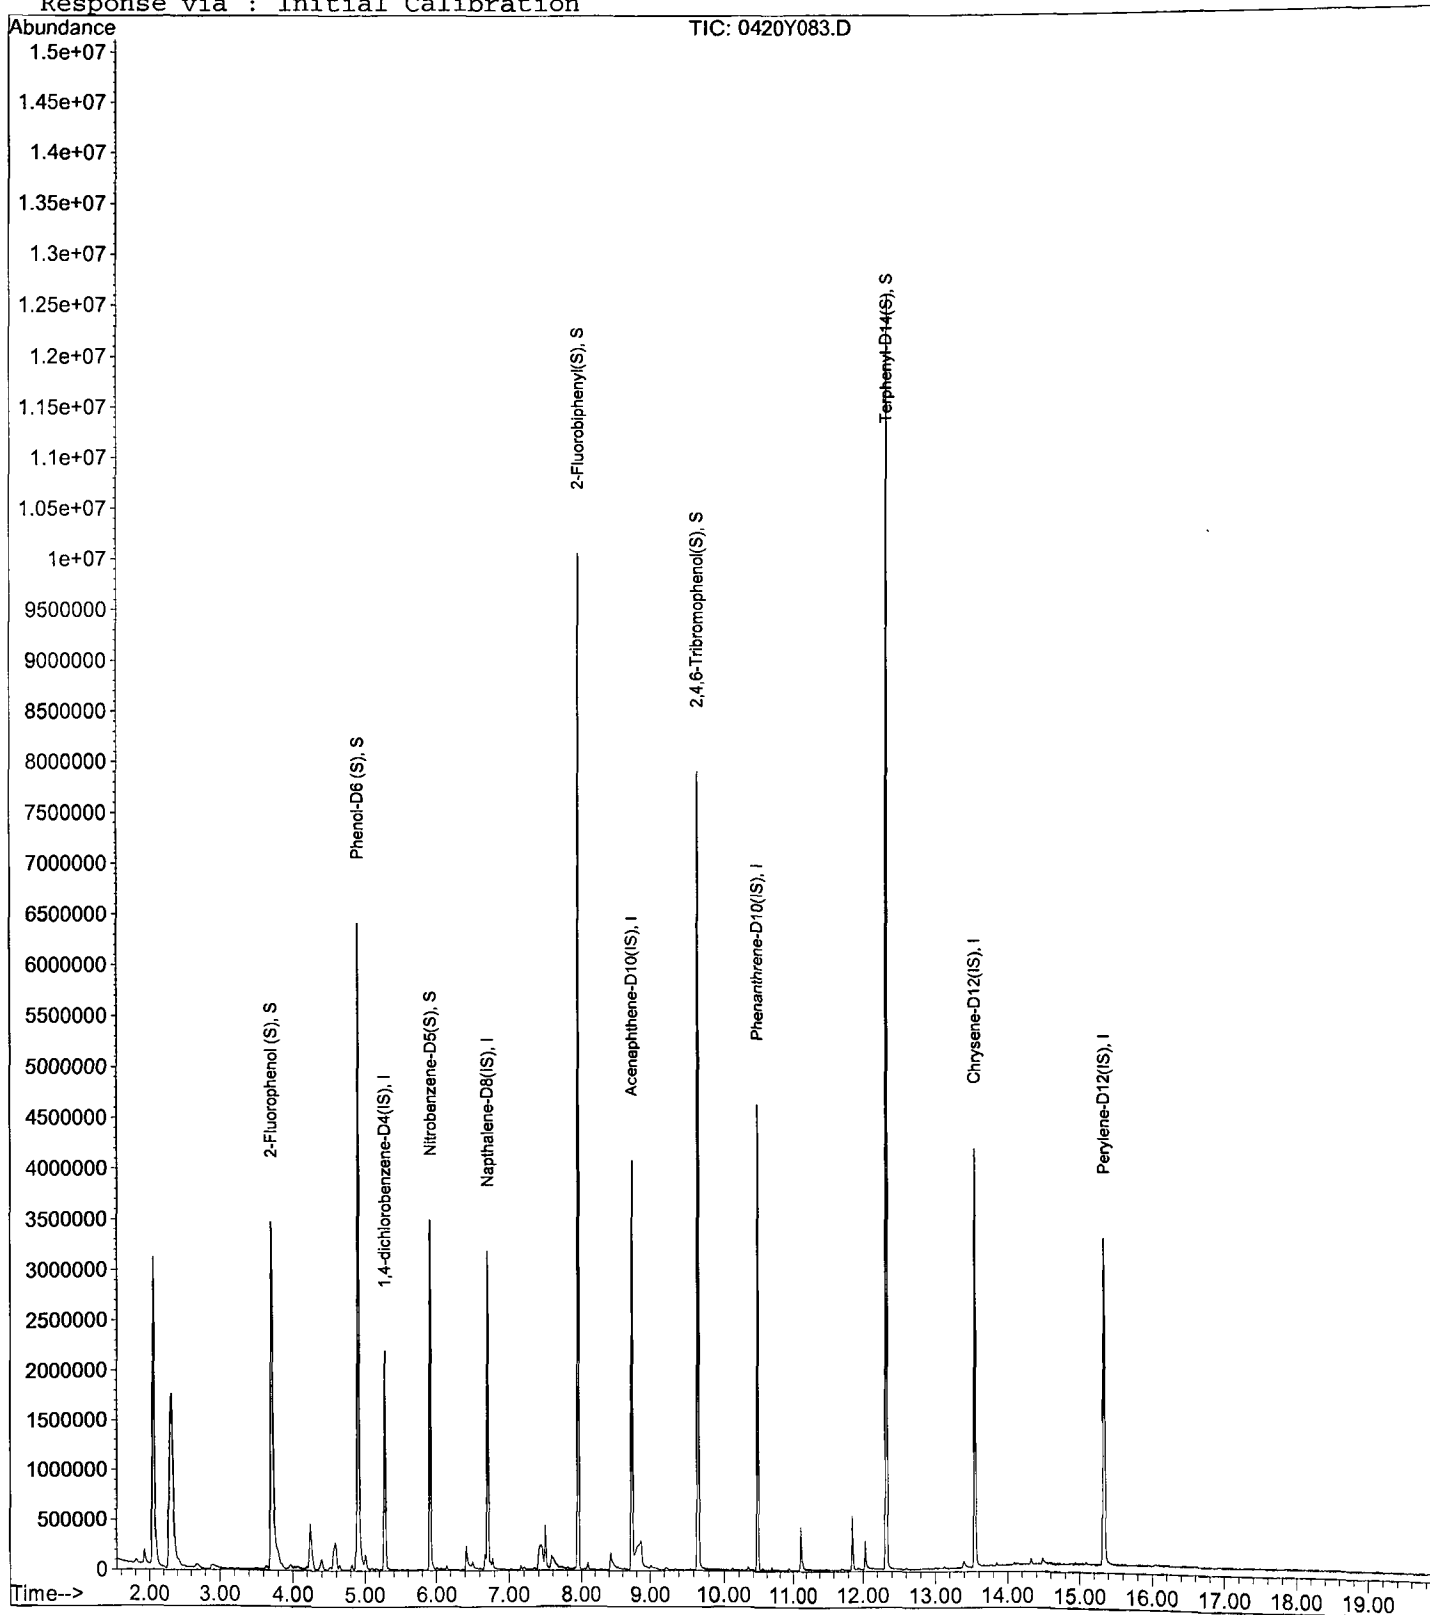 Response via : Initial Calibration
Abundance
TIC: 0420Y083.D
1.5e+07
1.45e+07
1.4e+07
1.35e+07
1.3e+07
1.25e+07
1.2e+07
1.15e+07
1.1e+07
1.05e+07
1e+07
9500000
9000000
8500000
8000000
7500000
7000000
6500000
6000000
5500000
5000000
4500000
4000000
3500000
3000000
2500000
2000000
1500000
1000000
500000
0
2-Fluorophenol (S), S
Phenol-D6 (S), S
1,4-dichlorobenzene-D4(IS), I
Nitrobenzene-D5(S), S
Napthalene-D8(IS), I
2-Fluorobiphenyl(S), S
Acenaphthene-D10(IS), I
2,4,6-Tribromophenol(S), S
Phenanthrene-D10(IS), I
Terphenyl-D14(S), S
Chrysene-D12(IS), I
Perylene-D12(IS), I
Time--> 2.00 3.00 4.00 5.00 6.00 7.00 8.00 9.00 10.00 11.00 12.00 13.00 14.00 15.00 16.00 17.00 18.00 19.00